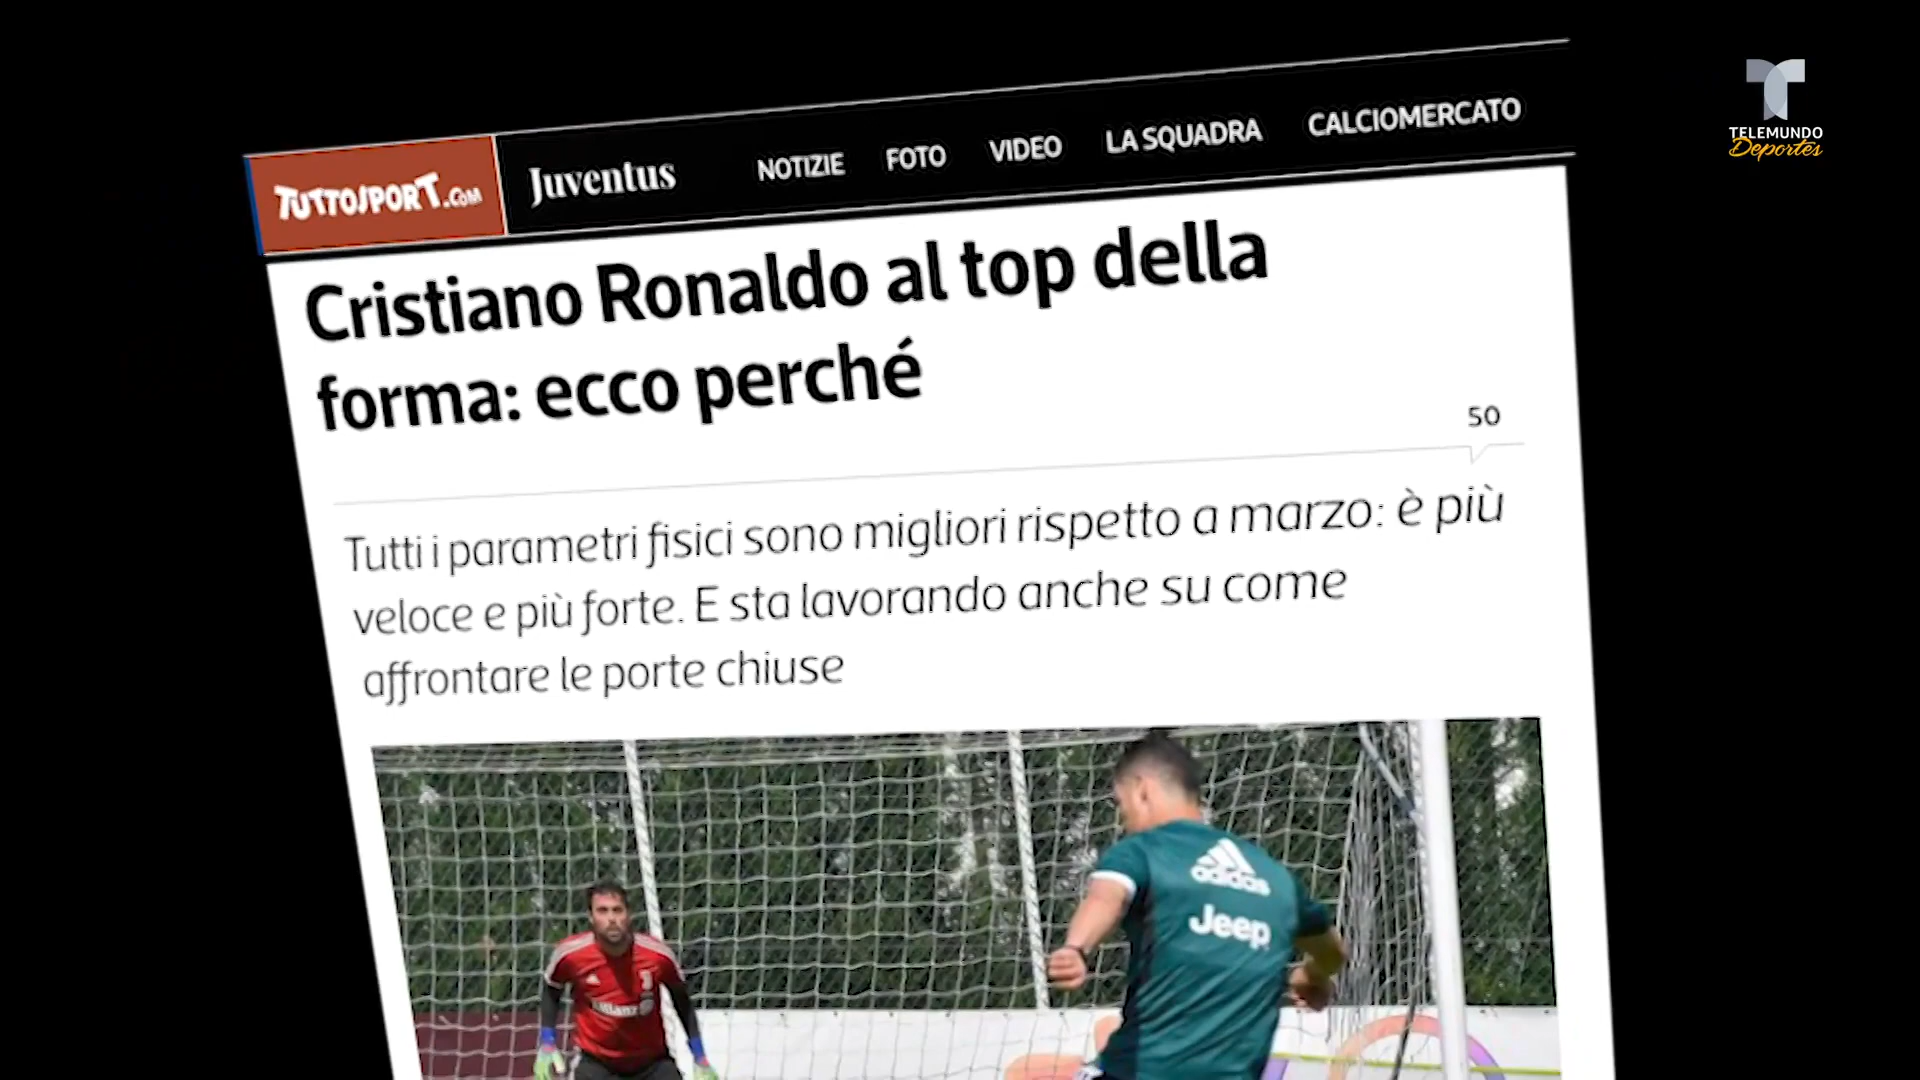 TUTTOSPORT.COM
Juventus
NOTIZIE
FOTO
VIDEO
LA SQUADRA
CALCIOMERCATO
TELEMUNDO
Deportes
Cristiano Ronaldo al top della
forma: ecco perché
50
Tutti i parametri fisici sono migliori rispetto a marzo: è più
veloce e più forte. E sta lavorando anche su come
affrontare le porte chiuse
adidas
Jeep
Allianz